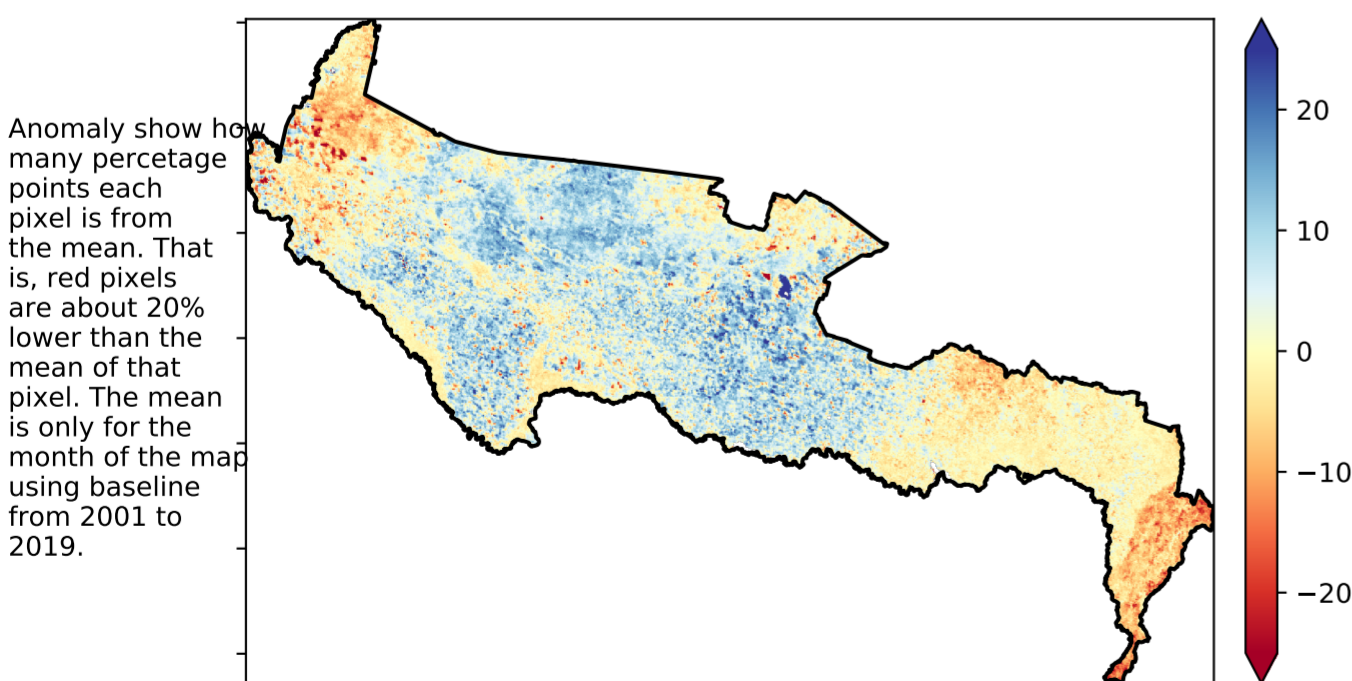 Anomaly show how
many percetage
points each
pixel is from
the mean. That
is, red pixels
are about 20%
lower than the
mean of that
pixel. The mean
is only for the
month of the map
using baseline
from 2001 to
2019.
20
10
0
−10
−20